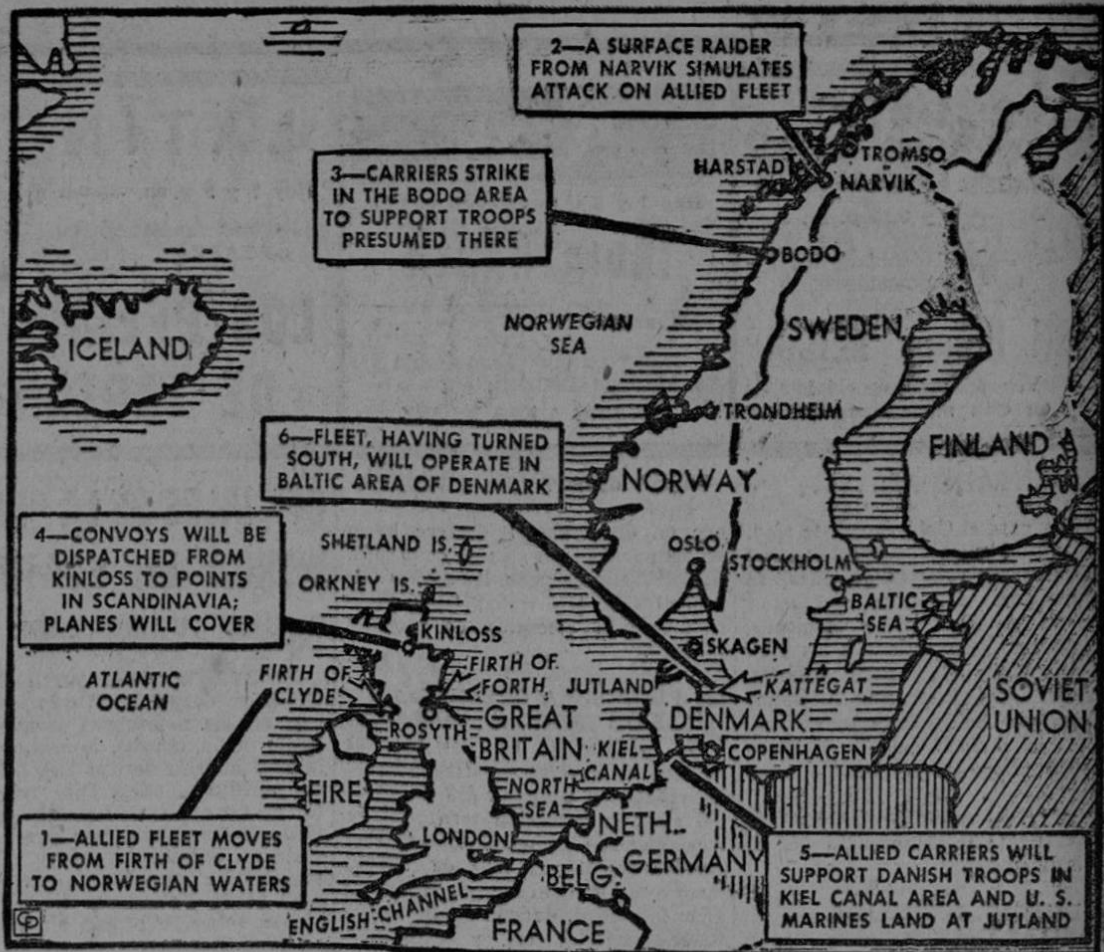 2—A SURFACE RAIDER
FROM NARVIK SIMULATES
ATTACK ON ALLIED FLEET
3—CARRIERS STRIKE
IN THE BODO AREA
TO SUPPORT TROOPS
PRESUMED THERE
HARSTAD
TROMSO
NARVIK
BODO
NORWEGIAN
SEA
SWEDEN
ICELAND
TRONDHEIM
6—FLEET, HAVING TURNED
SOUTH, WILL OPERATE IN
BALTIC AREA OF DENMARK
NORWAY
FINLAND
4—CONVOYS WILL BE
DISPATCHED FROM
KINLOSS TO POINTS
IN SCANDINAVIA;
PLANES WILL COVER
SHETLAND IS.
ORKNEY IS.
OSLO
STOCKHOLM
BALTIC
SEA
KINLOSS
SKAGEN
ATLANTIC
OCEAN
FIRTH OF
CLYDE
FIRTH OF
FORTH
JUTLAND
KATTEGAT
SOVIET
UNION
ROSYTH
GREAT
BRITAIN
DENMARK
KIEL
CANAL
COPENHAGEN
EIRE
NORTH
SEA
LONDON
NETH.
BELG.
GERMANY
1—ALLIED FLEET MOVES
FROM FIRTH OF CLYDE
TO NORWEGIAN WATERS
5—ALLIED CARRIERS WILL
SUPPORT DANISH TROOPS IN
KIEL CANAL AREA AND U. S.
MARINES LAND AT JUTLAND
ENGLISH CHANNEL
FRANCE
CP